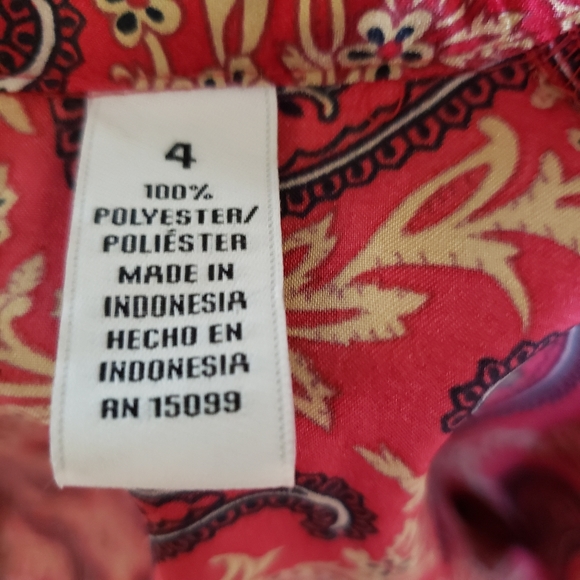 4
100%
POLYESTER/
POLIÉSTER
MADE IN
INDONESIA
HECHO EN
INDONESIA
RN 15099